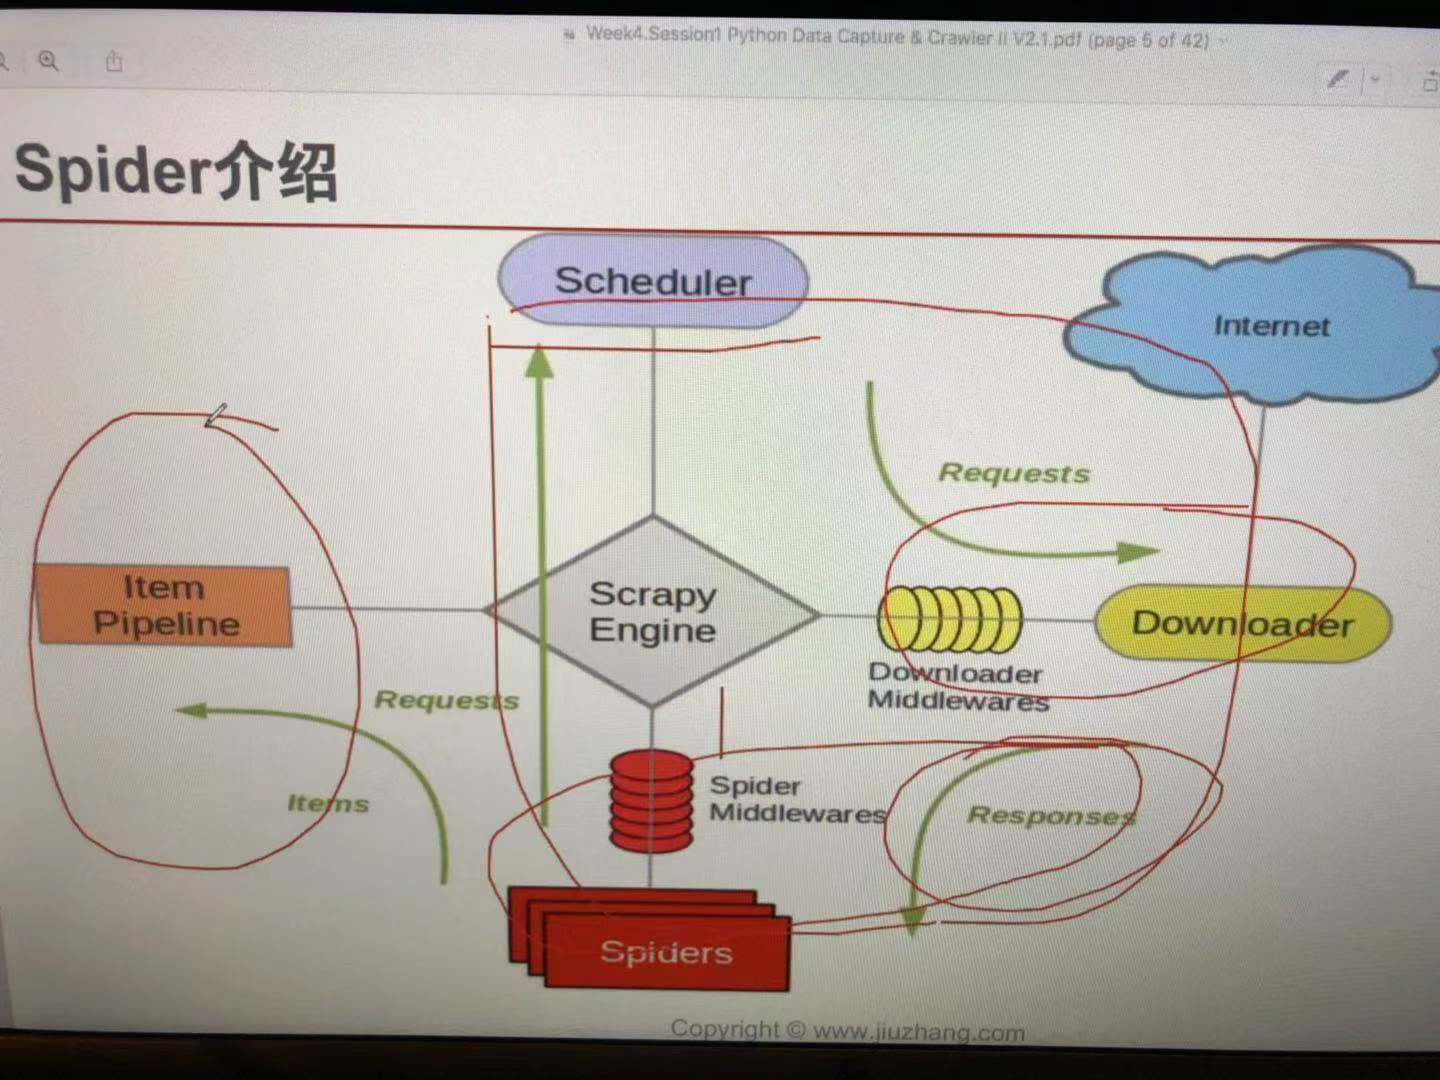 Week4.Session1 Python Data Capture & Crawler II V2.1.pdf (page 5 of 42)
Spider介绍
Scheduler
Internet
Requests
Item
Pipeline
Scrapy
Engine
Downloader
Downloader
Middlewares
Requests
Spider
Middlewares
Items
Responses
Spiders
Copyright © www.jiuzhang.com